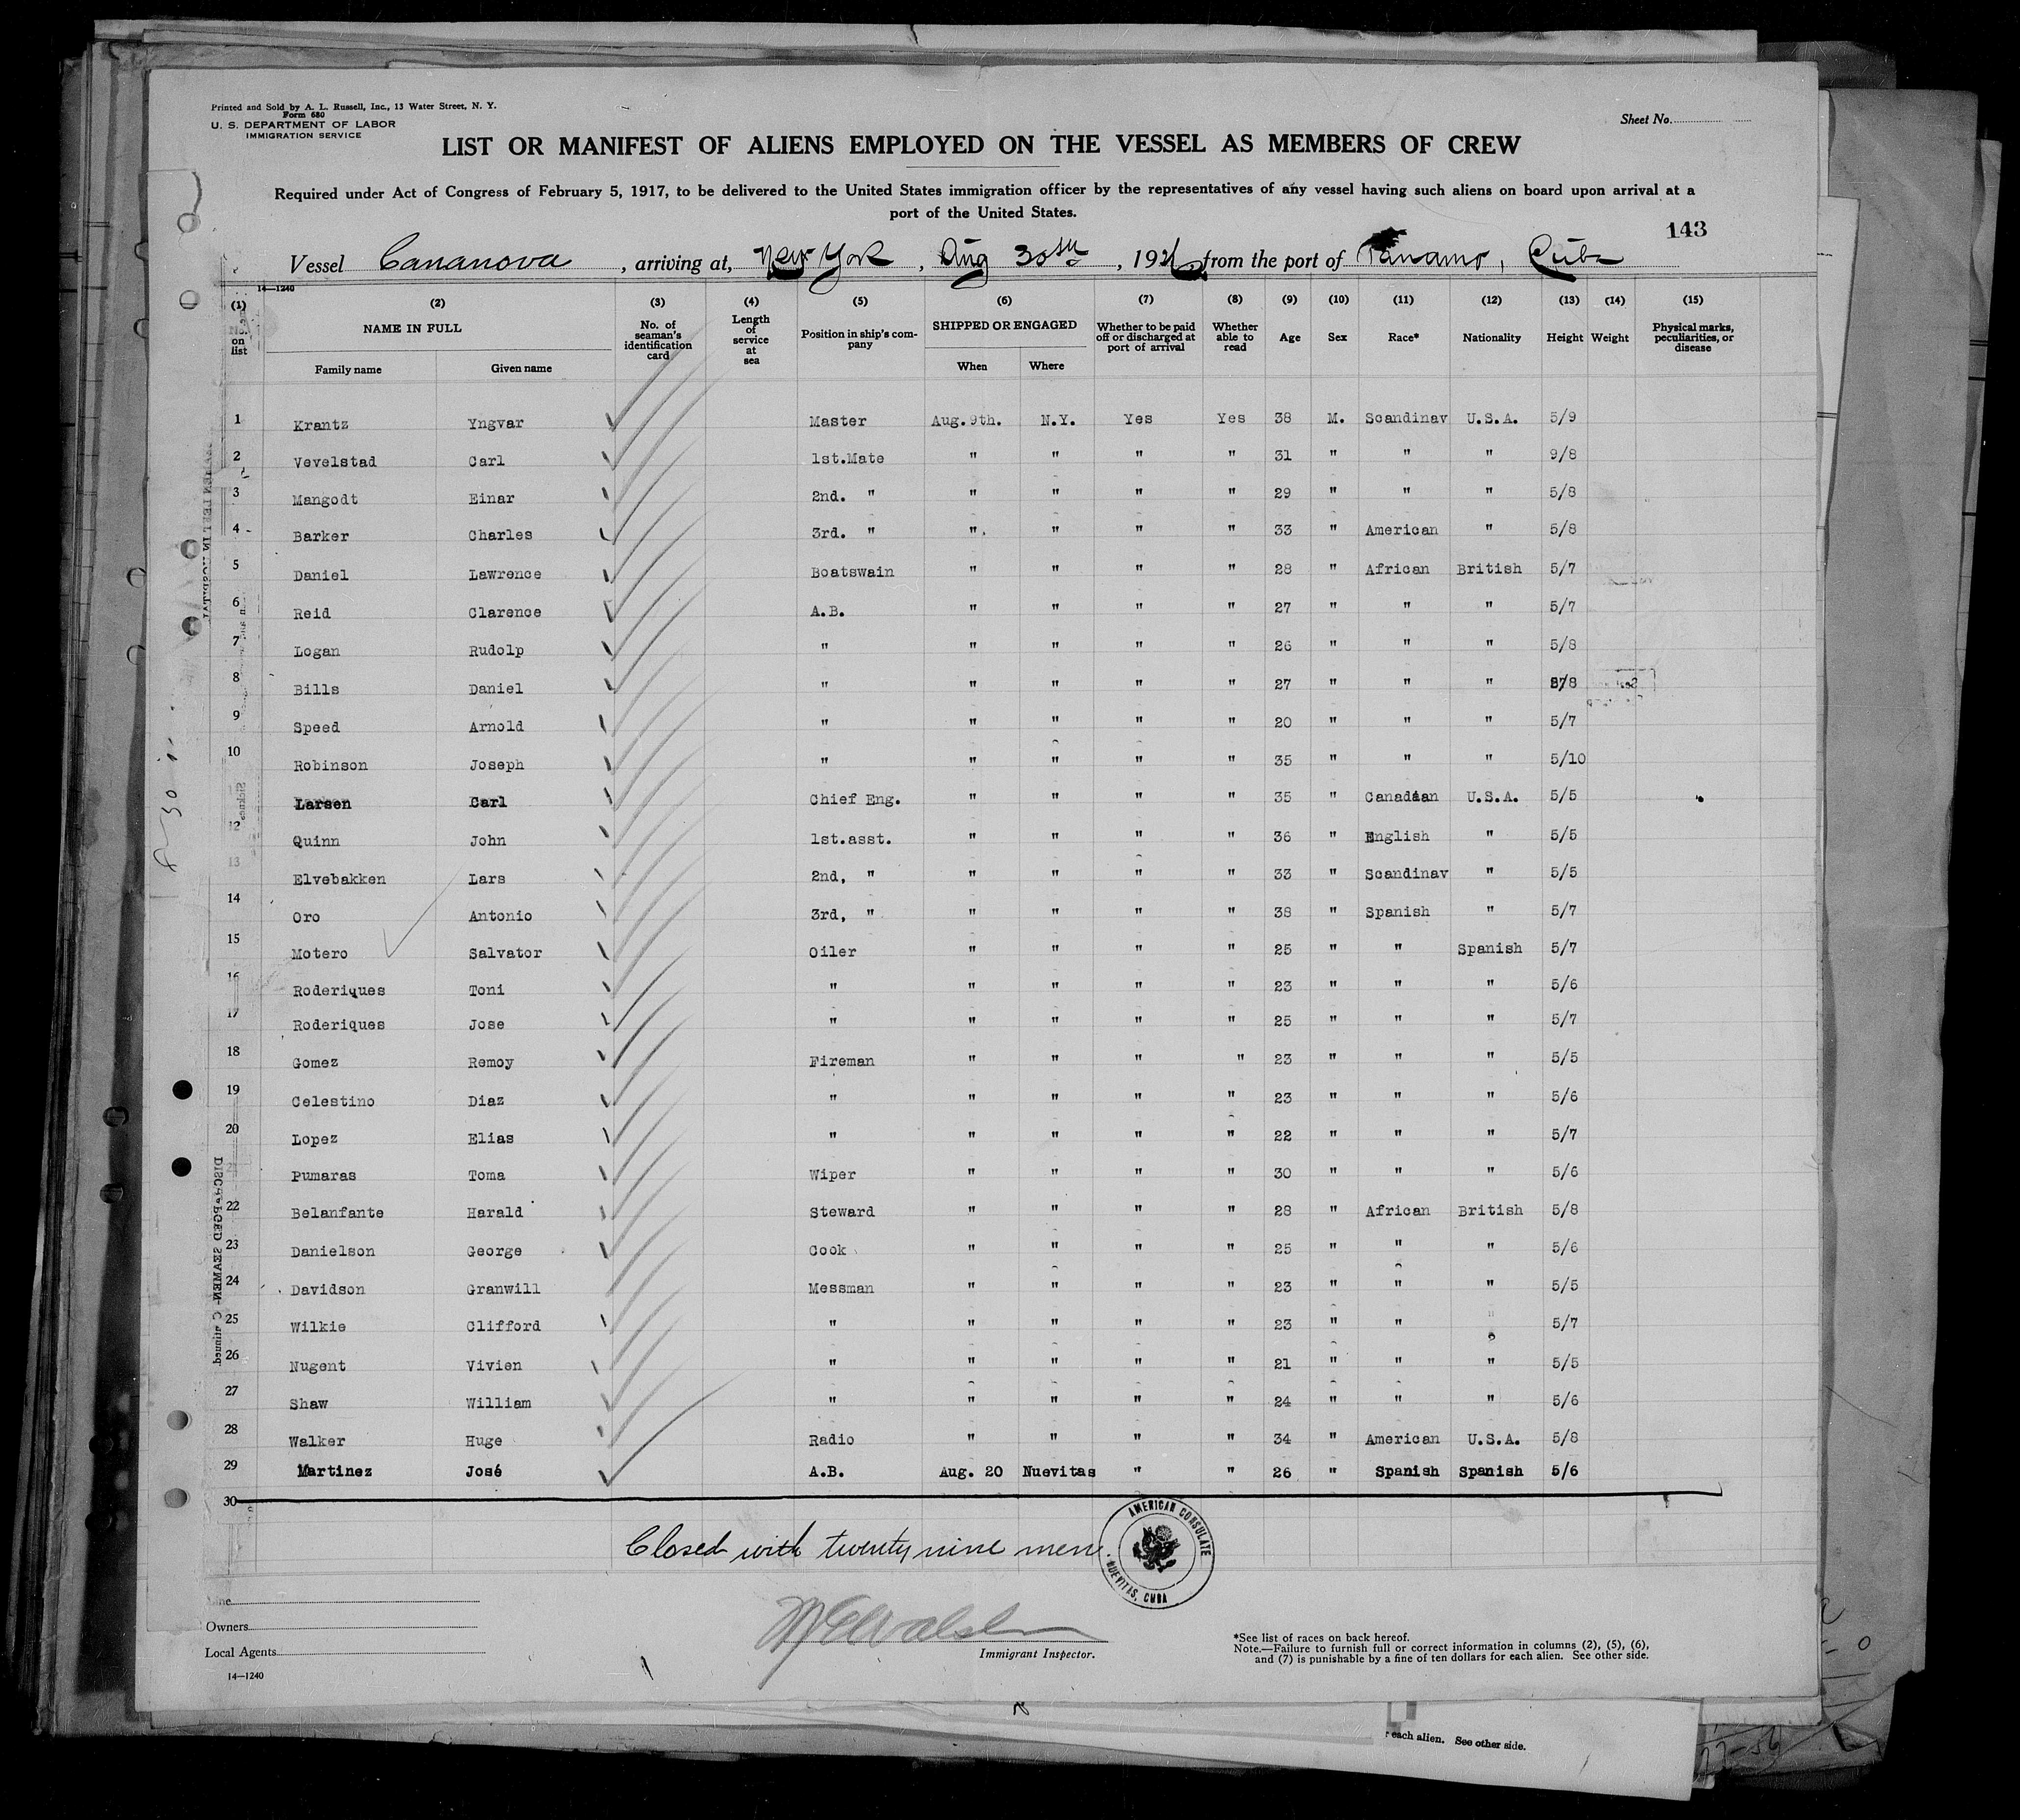 Printed and Sold by A. L. Russell, Inc., 13 Water Street, N. Y.
Form 680
U. S. DEPARTMENT OF LABOR
IMMIGRATION SERVICE
Sheet No.
LIST OR MANIFEST OF ALIENS EMPLOYED ON THE VESSEL AS MEMBERS OF CREW
Required under Act of Congress of February 5, 1917, to be delivered to the United States immigration officer by the representatives of any vessel having such aliens on board upon arrival at a
port of the United States.
143
Vessel Cananova, arriving at, New York, Aug 30th, 192 from the port of Tanamo, Cuba
14—1240
(1) (2) (3) (4) (5) (6) (7) (8) (9) (10) (11) (12) (13) (14) (15)
No. on list NAME IN FULL Family name Given name No. of seaman's identification card Length of service at sea Position in ship's company SHIPPED OR ENGAGED When Where Whether to be paid off or discharged at port of arrival Whether able to read Age Sex Race* Nationality Height Weight Physical marks, peculiarities, or disease
1 Krantz Yngvar Master Aug. 9th. N.Y. Yes Yes 38 M. Scandinav U.S.A. 5/9
2 Vevelstad Carl 1st.Mate " " " " 31 " " " 9/8
3 Mangodt Einar 2nd. " " " " " 29 " " " 5/8
4 Barker Charles 3rd. " " " " " 33 " American " 5/8
5 Daniel Lawrence Boatswain " " " " 28 " African British 5/7
6 Reid Clarence A.B. " " " " 27 " " " 5/7
7 Logan Rudolp " " " " " 26 " " " 5/8
8 Bills Daniel " " " " " 27 " " " /8
9 Speed Arnold " " " " " 20 " " " 5/7
10 Robinson Joseph " " " " " 35 " " " 5/10
Larsen Carl Chief Eng. " " " " 35 " Canadian U.S.A. 5/5
12 Quinn John 1st.asst. " " " " 36 " English " 5/5
13 Elvebakken Lars 2nd, " " " " " 33 " Scandinav " 5/5
14 Oro Antonio 3rd, " " " " " 38 " Spanish " 5/7
15 Motero Salvator Oiler " " " " 25 " " Spanish 5/7
16 Roderiques Toni " " " " " 23 " " " 5/6
17 Roderiques Jose " " " " " 25 " " " 5/7
18 Gomez Remoy Fireman " " " " 23 " " " 5/5
19 Celestino Diaz " " " " " 23 " " " 5/6
20 Lopez Elias " " " " " 22 " " " 5/7
21 Pumaras Toma Wiper " " " " 30 " " " 5/6
22 Belanfante Harald Steward " " " " 28 " African British 5/8
23 Danielson George Cook " " " " 25 " " " 5/6
24 Davidson Granwill Messman " " " " 23 " " " 5/5
25 Wilkie Clifford " " " " " 23 " " " 5/7
26 Nugent Vivien " " " " " 21 " " " 5/5
27 Shaw William " " " " " 24 " " " 5/6
28 Walker Huge Radio " " " " 34 " American U.S.A. 5/8
29 Martinez José A.B. Aug. 20 Nuevitas " " 26 " Spanish Spanish 5/6
30
Closed with twenty nine men.
AMERICAN CONSULATE
NUEVITAS, CUBA
Line
Owners
Local Agents
Immigrant Inspector.
*See list of races on back hereof.
Note.—Failure to furnish full or correct information in columns (2), (5), (6),
and (7) is punishable by a fine of ten dollars for each alien. See other side.
14—1240
each alien. See other side.